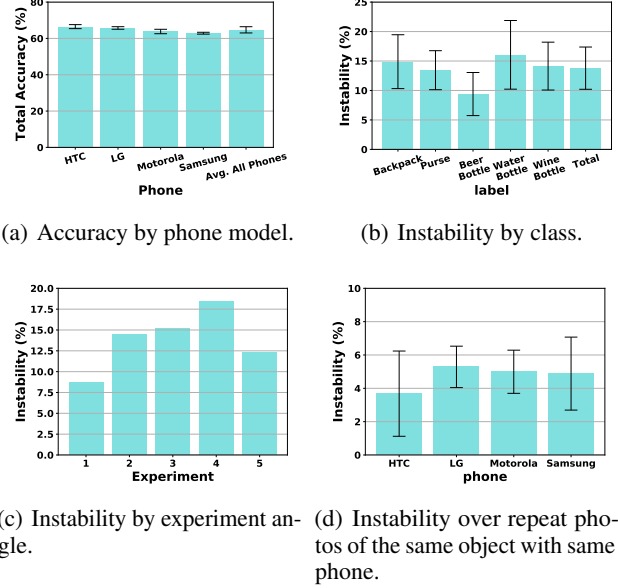 80
60
40
20
0
Total Accuracy (%)
HTC
LG
Motorola
Samsung
Avg. All Phones
Phone
(a) Accuracy by phone model.
25
20
15
10
5
0
Instability (%)
Backpack
Purse
Beer
Bottle
Water
Bottle
Wine
Bottle
Total
label
(b) Instability by class.
20.0
17.5
15.0
12.5
10.0
7.5
5.0
2.5
0.0
Instability (%)
1 2 3 4 5
Experiment
(c) Instability by experiment an-
gle.
10
8
6
4
2
0
Instability (%)
HTC LG Motorola Samsung
phone
(d) Instability over repeat pho-
tos of the same object with same
phone.